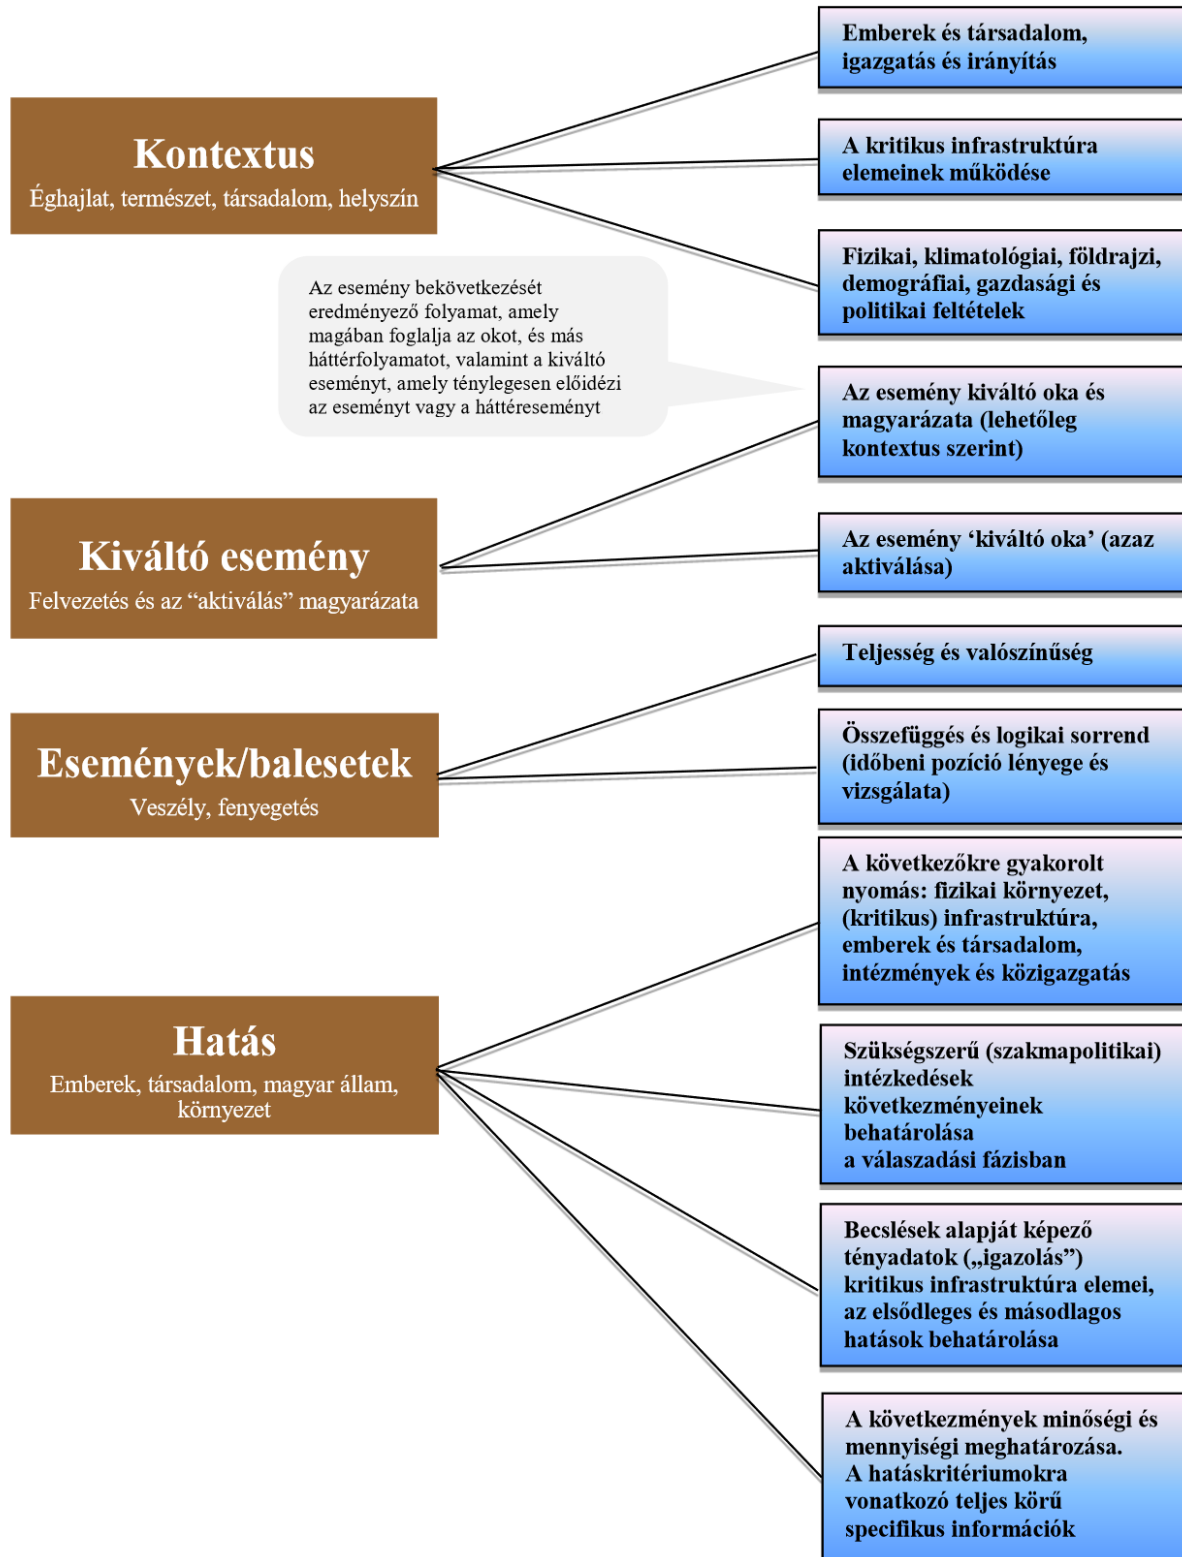 Kontextus
Éghajlat, természet, társadalom, helyszín
Emberek és társadalom,
igazgatás és irányítás
A kritikus infrastruktúra
elemeinek működése
Fizikai, klimatológiai, földrajzi,
demográfiai, gazdasági és
politikai feltételek
Az esemény bekövetkezését
eredményező folyamat, amely
magában foglalja az okot, és más
háttérfolyamatot, valamint a kiváltó
eseményt, amely ténylegesen előidézi
az eseményt vagy a háttéreseményt
Kiváltó esemény
Felvezetés és az “aktiválás” magyarázata
Az esemény kiváltó oka és
magyarázata (lehetőleg
kontextus szerint)
Az esemény ‘kiváltó oka’ (azaz
aktiválása)
Események/balesetek
Veszély, fenyegetés
Teljesség és valószínűség
Összefüggés és logikai sorrend
(időbeni pozíció lényege és
vizsgálata)
Hatás
Emberek, társadalom, magyar állam,
környezet
A következőkre gyakorolt
nyomás: fizikai környezet,
(kritikus) infrastruktúra,
emberek és társadalom,
intézmények és közigazgatás
Szükségszerű (szakmapolitikai)
intézkedések
következményeinek
behatárolása
a válaszadási fázisban
Becslések alapját képező
tényadatok („igazolás”)
kritikus infrastruktúra elemei,
az elsődleges és másodlagos
hatások behatárolása
A következmények minőségi és
mennyiségi meghatározása.
A hatáskritériumokra
vonatkozó teljes körű
specifikus információk